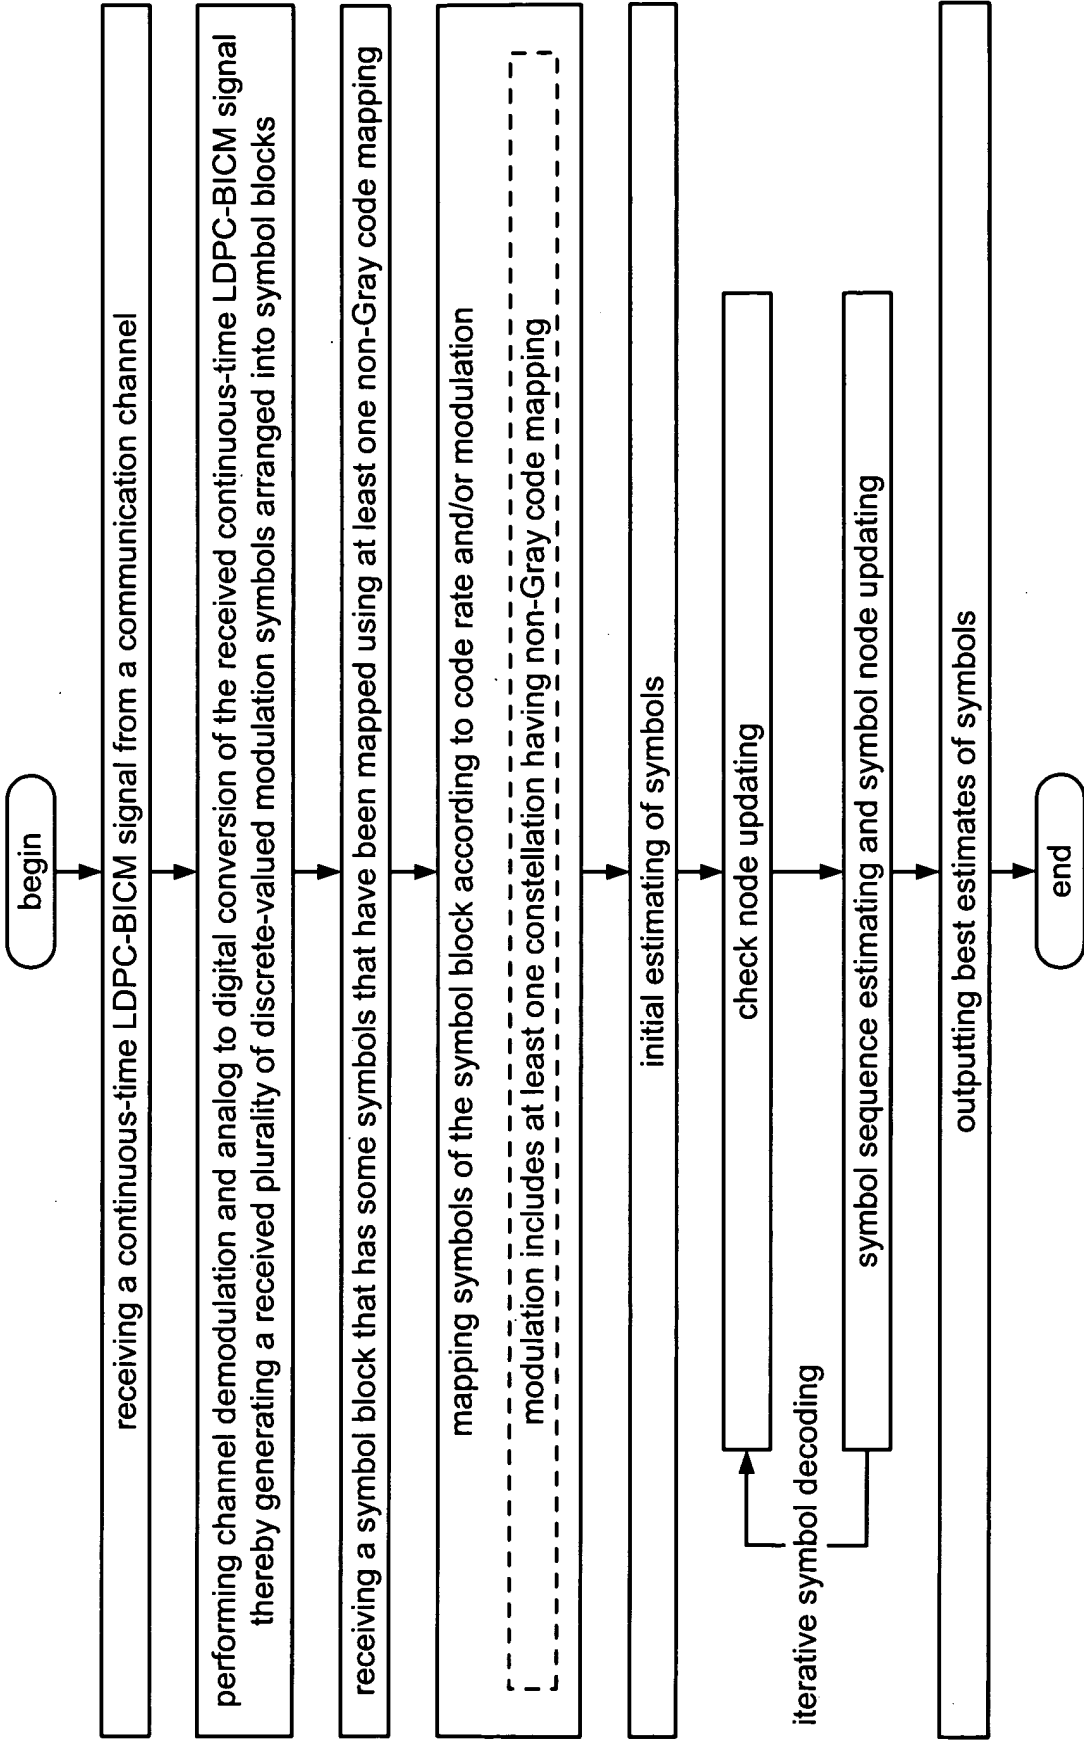 begin
receiving a continuous-time LDPC-BICM signal from a communication channel
performing channel demodulation and analog to digital conversion of the received continuous-time LDPC-BICM signal
thereby generating a received plurality of discrete-valued modulation symbols arranged into symbol blocks
receiving a symbol block that has some symbols that have been mapped using at least one non-Gray code mapping
mapping symbols of the symbol block according to code rate and/or modulation
modulation includes at least one constellation having non-Gray code mapping
initial estimating of symbols
check node updating
iterative symbol decoding
symbol sequence estimating and symbol node updating
outputting best estimates of symbols
end